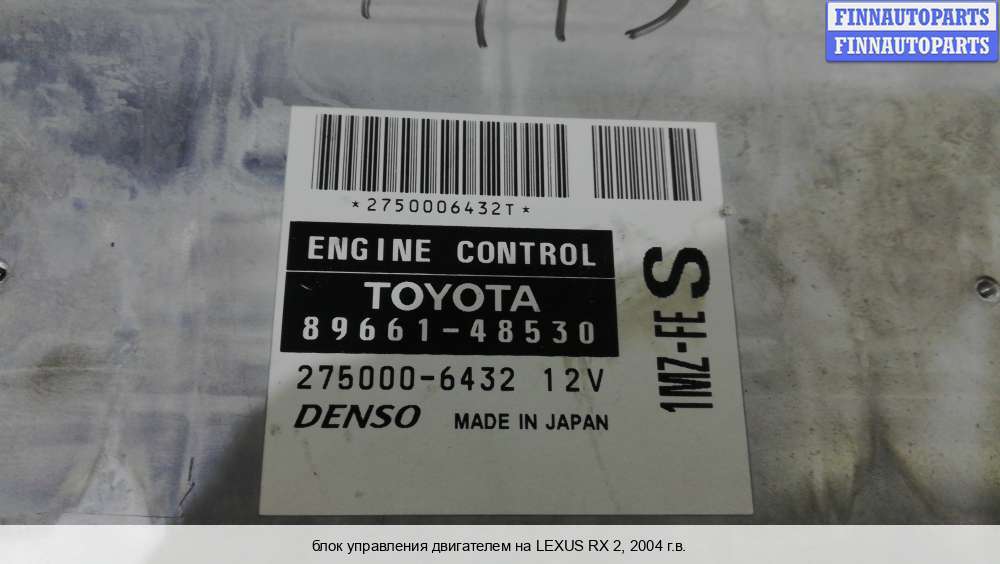 FINNAUTOPARTS
FINNAUTOPARTS
*2750006432T*
ENGINE CONTROL
TOYOTA
89661-48530
275000-6432 12V
DENSO MADE IN JAPAN
1MZ-FE S
блок управления двигателем на LEXUS RX 2, 2004 г.в.